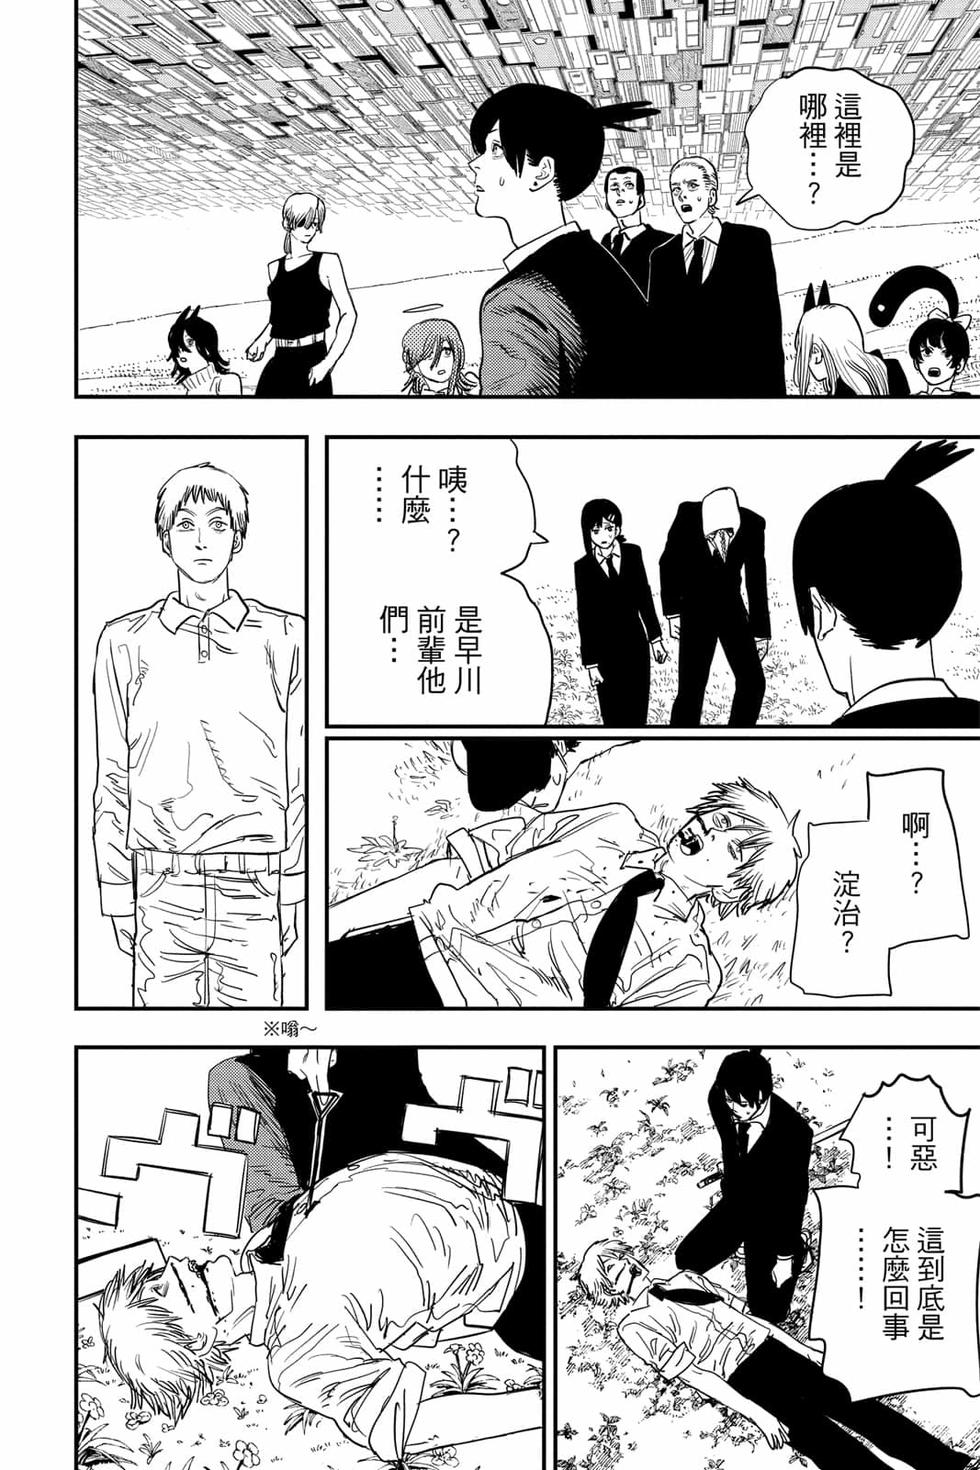 這裡是
哪裡…？
咦…？
什麼
……
是早川
前輩他
們…
啊…？
淀治？
※嗡～
可惡
…！
這到底是
怎麼回事
……！